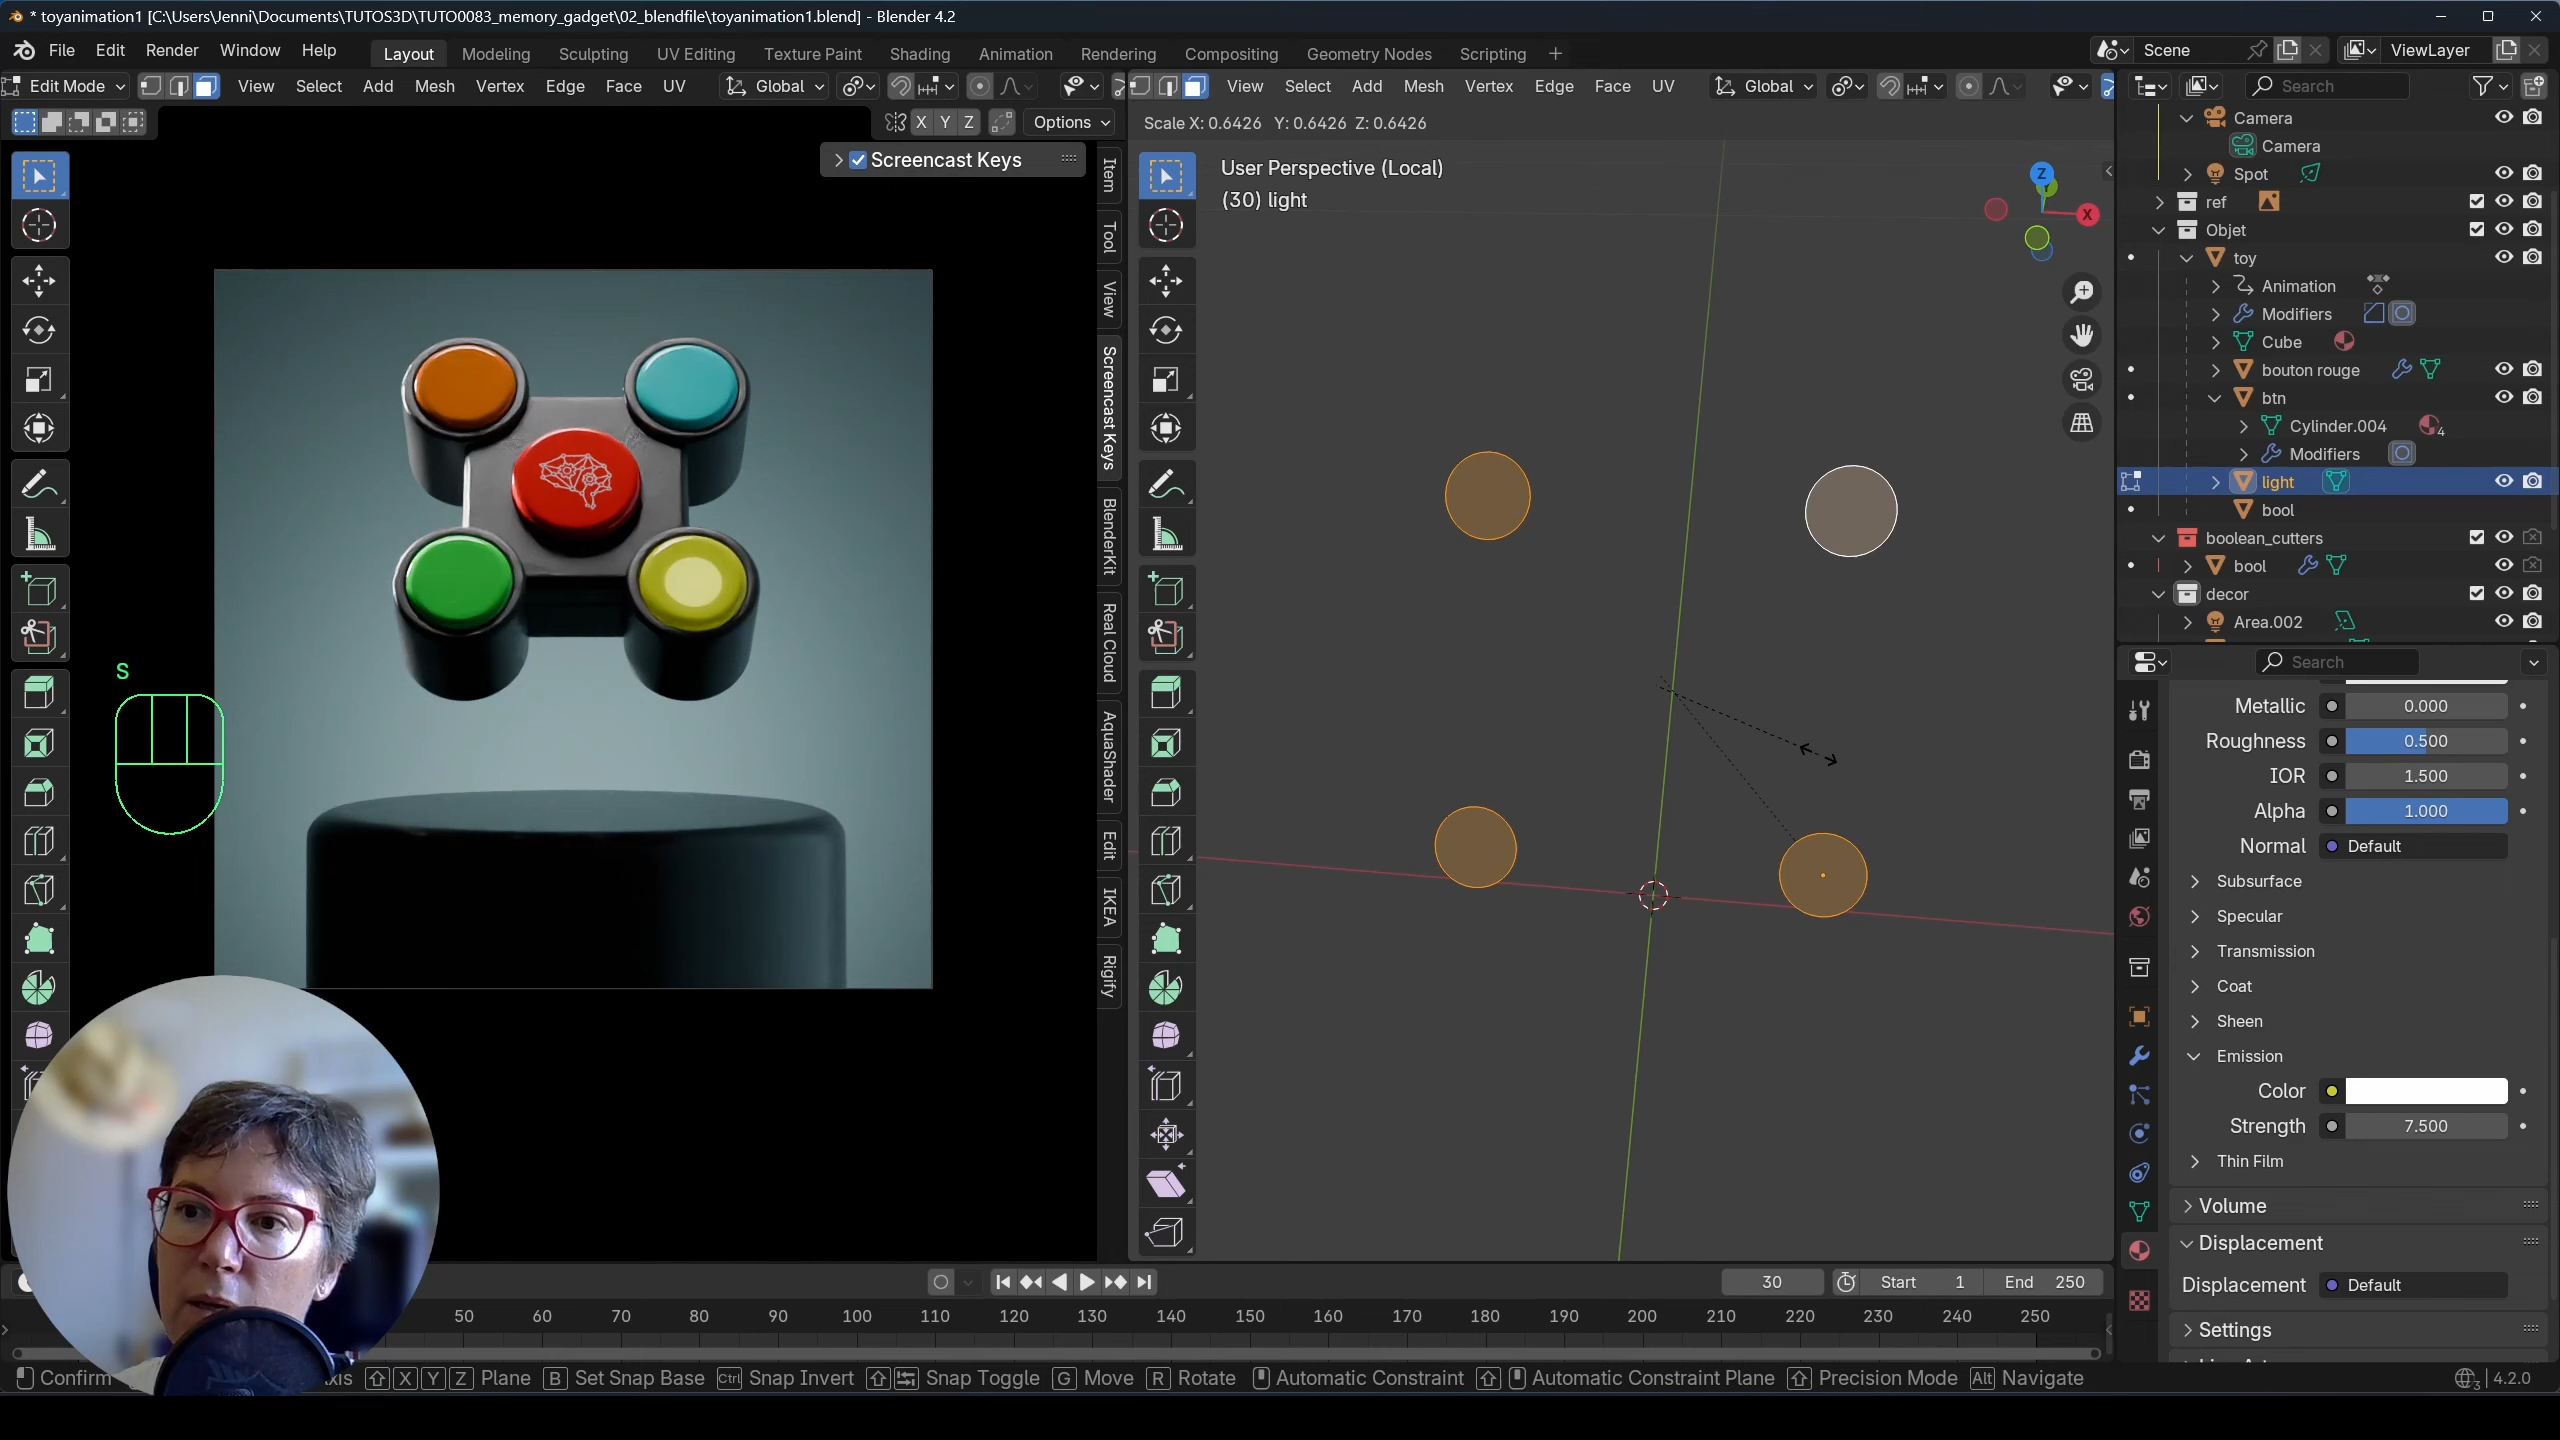 * toyanimation1 [C:\Users\Jenni\Documents\TUTOS3D\TUTO0083_memory_gadget\02_blendfile\toyanimation1.blend] - Blender 4.2
File Edit Render Window Help Layout Modeling Sculpting UV Editing Texture Paint Shading Animation Rendering Compositing Geometry Nodes Scripting + Scene ViewLayer
Edit Mode View Select Add Mesh Vertex Edge Face UV Global View Select Add Mesh Vertex Edge Face UV Global Search
X Y Z Options Scale X: 0.6426 Y: 0.6426 Z: 0.6426
Screencast Keys
User Perspective (Local)
(30) light
Z
X
Item
Tool
View
Screencast Keys
BlenderKit
Real Cloud
AquaShader
Edit
IKEA
Rigify
S
Camera
Camera
Spot
ref
Objet
toy
Animation
Modifiers
Cube
bouton rouge
btn
Cylinder.004 4
Modifiers
light
bool
boolean_cutters
bool
decor
Area.002
Search
Metallic 0.000
Roughness 0.500
IOR 1.500
Alpha 1.000
Normal Default
Subsurface
Specular
Transmission
Coat
Sheen
Emission
Color
Strength 7.500
Thin Film
Volume
Displacement
Displacement Default
Settings
30 Start 1 End 250
50 60 70 80 90 100 110 120 130 140 150 160 170 180 190 200 210 220 230 240 250
Confirm X Y Z Plane B Set Snap Base Ctrl Snap Invert Snap Toggle G Move R Rotate Automatic Constraint Automatic Constraint Plane Precision Mode Alt Navigate 3 4.2.0